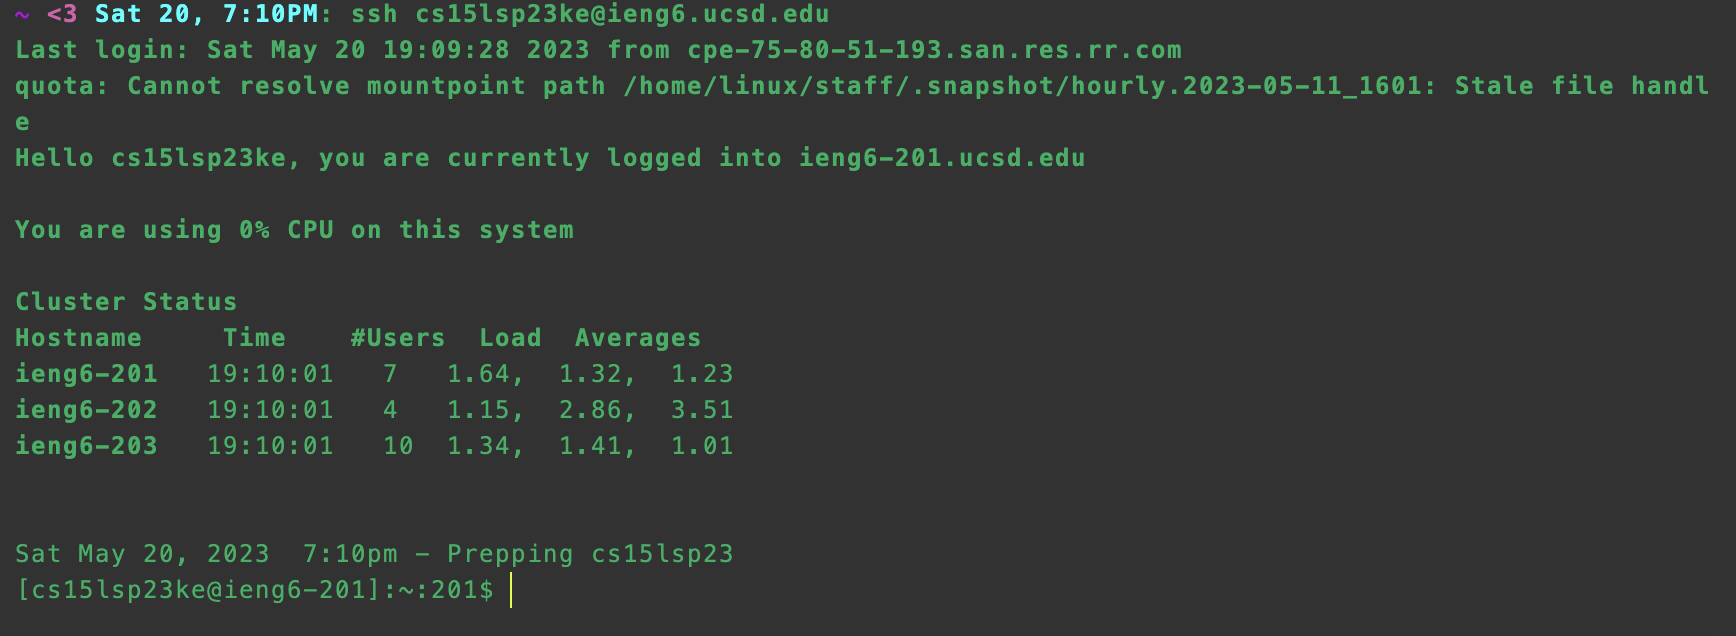 ~ <3 Sat 20, 7:10PM: ssh cs15lsp23ke@ieng6.ucsd.edu
Last login: Sat May 20 19:09:28 2023 from cpe-75-80-51-193.san.res.rr.com
quota: Cannot resolve mountpoint path /home/linux/staff/.snapshot/hourly.2023-05-11_1601: Stale file handl
e
Hello cs15lsp23ke, you are currently logged into ieng6-201.ucsd.edu
You are using 0% CPU on this system
Cluster Status
Hostname     Time    #Users  Load  Averages
ieng6-201   19:10:01   7   1.64,  1.32,  1.23
ieng6-202   19:10:01   4   1.15,  2.86,  3.51
ieng6-203   19:10:01   10  1.34,  1.41,  1.01
Sat May 20, 2023  7:10pm - Prepping cs15lsp23
[cs15lsp23ke@ieng6-201]:~:201$